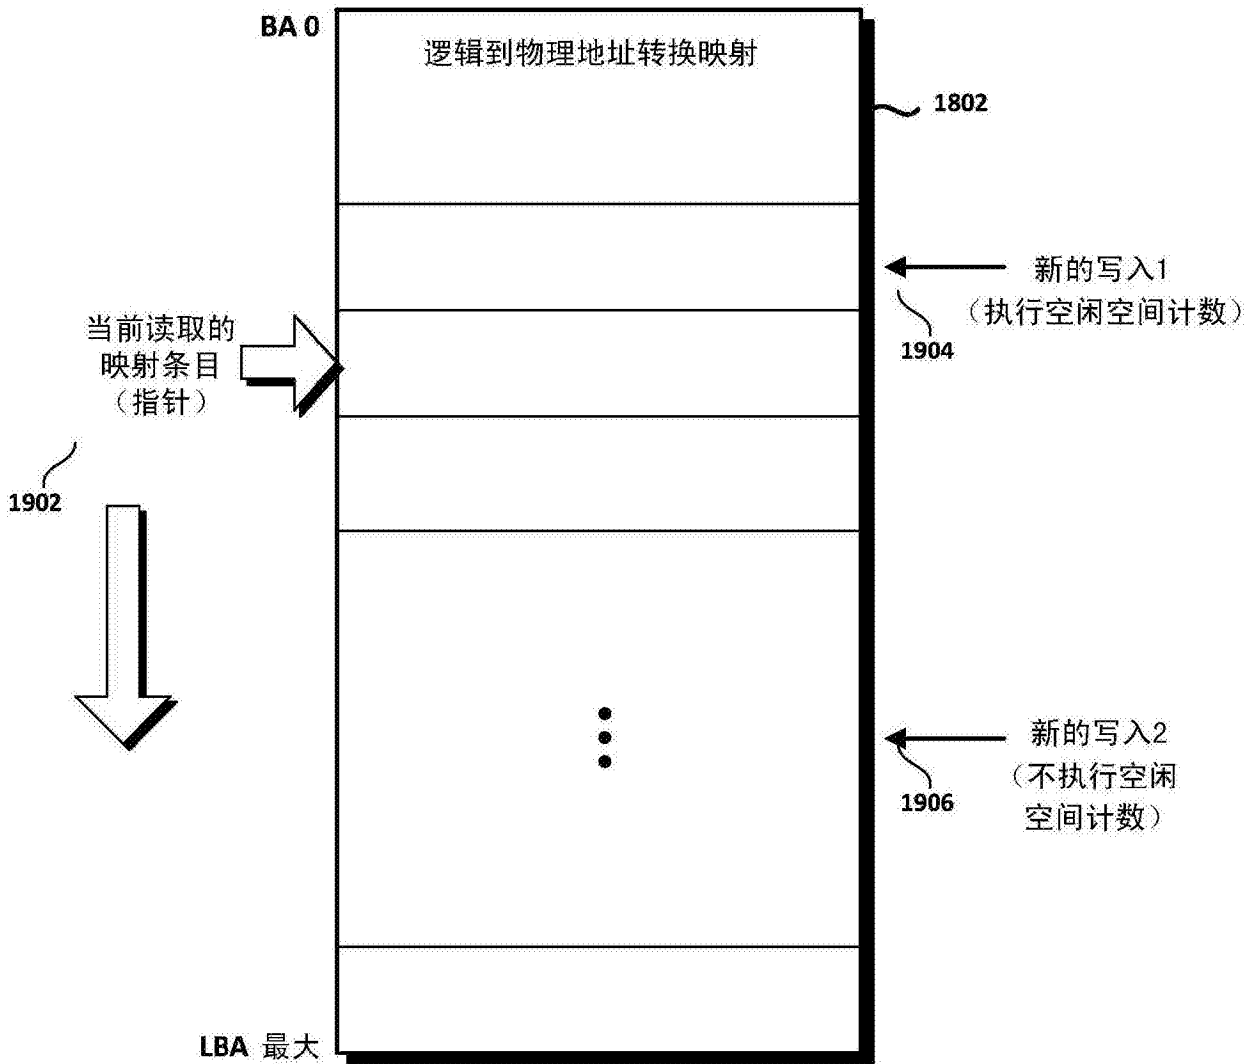 BA 0
逻辑到物理地址转换映射
1802
新的写入1
（执行空闲空间计数）
1904
当前读取的
映射条目
（指针）
1902
新的写入2
（不执行空闲
空间计数）
1906
LBA 最大